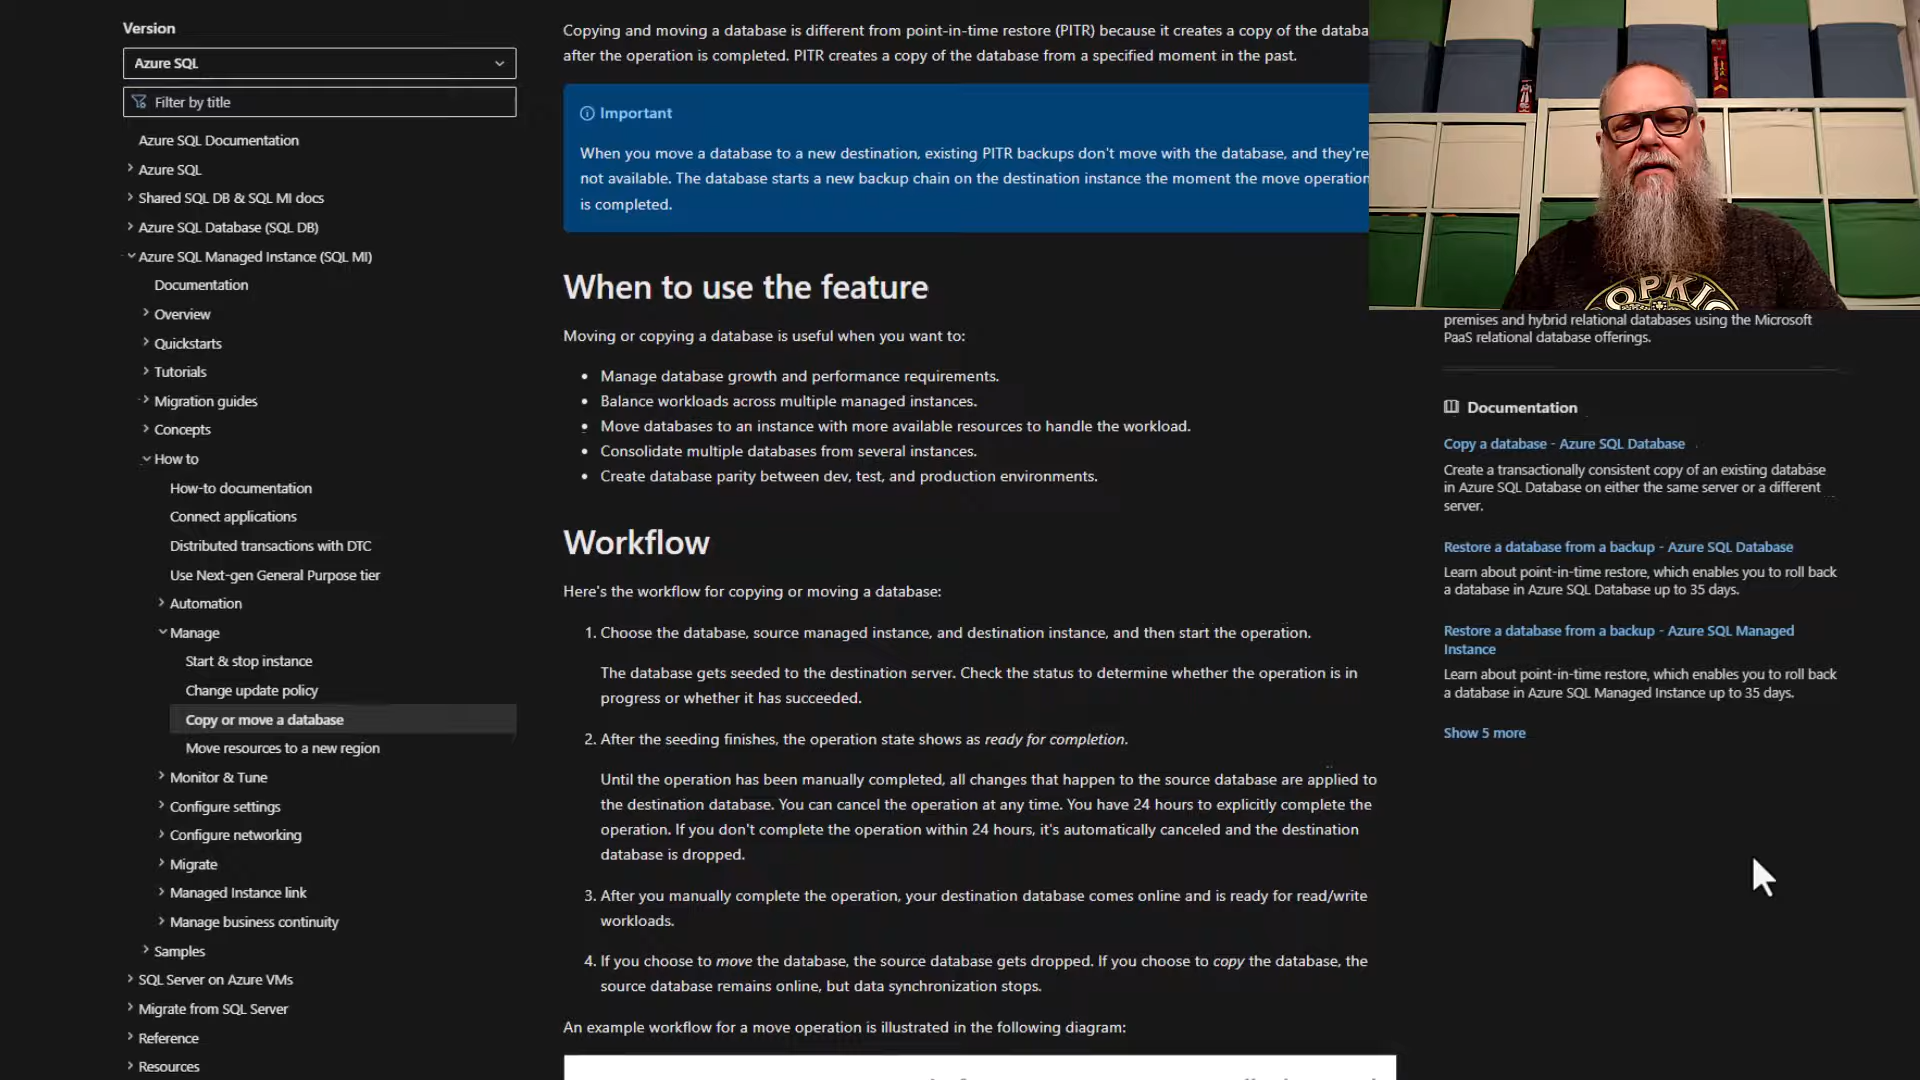 Version
Azure SQL
Filter by title
Azure SQL Documentation
Azure SQL
Shared SQL DB & SQL MI docs
Azure SQL Database (SQL DB)
Azure SQL Managed Instance (SQL MI)
Documentation
Overview
Quickstarts
Tutorials
Migration guides
Concepts
How to
How-to documentation
Connect applications
Distributed transactions with DTC
Use Next-gen General Purpose tier
Automation
Manage
Start & stop instance
Change update policy
Copy or move a database
Move resources to a new region
Monitor & Tune
Configure settings
Configure networking
Migrate
Managed Instance link
Manage business continuity
Samples
SQL Server on Azure VMs
Migrate from SQL Server
Reference
Resources
Copying and moving a database is different from point-in-time restore (PITR) because it creates a copy of the databa
after the operation is completed. PITR creates a copy of the database from a specified moment in the past.
Important
When you move a database to a new destination, existing PITR backups don't move with the database, and they're
not available. The database starts a new backup chain on the destination instance the moment the move operation
is completed.
When to use the feature
Moving or copying a database is useful when you want to:
• Manage database growth and performance requirements.
• Balance workloads across multiple managed instances.
• Move databases to an instance with more available resources to handle the workload.
• Consolidate multiple databases from several instances.
• Create database parity between dev, test, and production environments.
Workflow
Here's the workflow for copying or moving a database:
1. Choose the database, source managed instance, and destination instance, and then start the operation.
The database gets seeded to the destination server. Check the status to determine whether the operation is in
progress or whether it has succeeded.
2. After the seeding finishes, the operation state shows as ready for completion.
Until the operation has been manually completed, all changes that happen to the source database are applied to
the destination database. You can cancel the operation at any time. You have 24 hours to explicitly complete the
operation. If you don't complete the operation within 24 hours, it's automatically canceled and the destination
database is dropped.
3. After you manually complete the operation, your destination database comes online and is ready for read/write
workloads.
4. If you choose to move the database, the source database gets dropped. If you choose to copy the database, the
source database remains online, but data synchronization stops.
An example workflow for a move operation is illustrated in the following diagram:
OPKIC
premises and hybrid relational databases using the Microsoft
PaaS relational database offerings.
Documentation
Copy a database - Azure SQL Database
Create a transactionally consistent copy of an existing database
in Azure SQL Database on either the same server or a different
server.
Restore a database from a backup - Azure SQL Database
Learn about point-in-time restore, which enables you to roll back
a database in Azure SQL Database up to 35 days.
Restore a database from a backup - Azure SQL Managed
Instance
Learn about point-in-time restore, which enables you to roll back
a database in Azure SQL Managed Instance up to 35 days.
Show 5 more